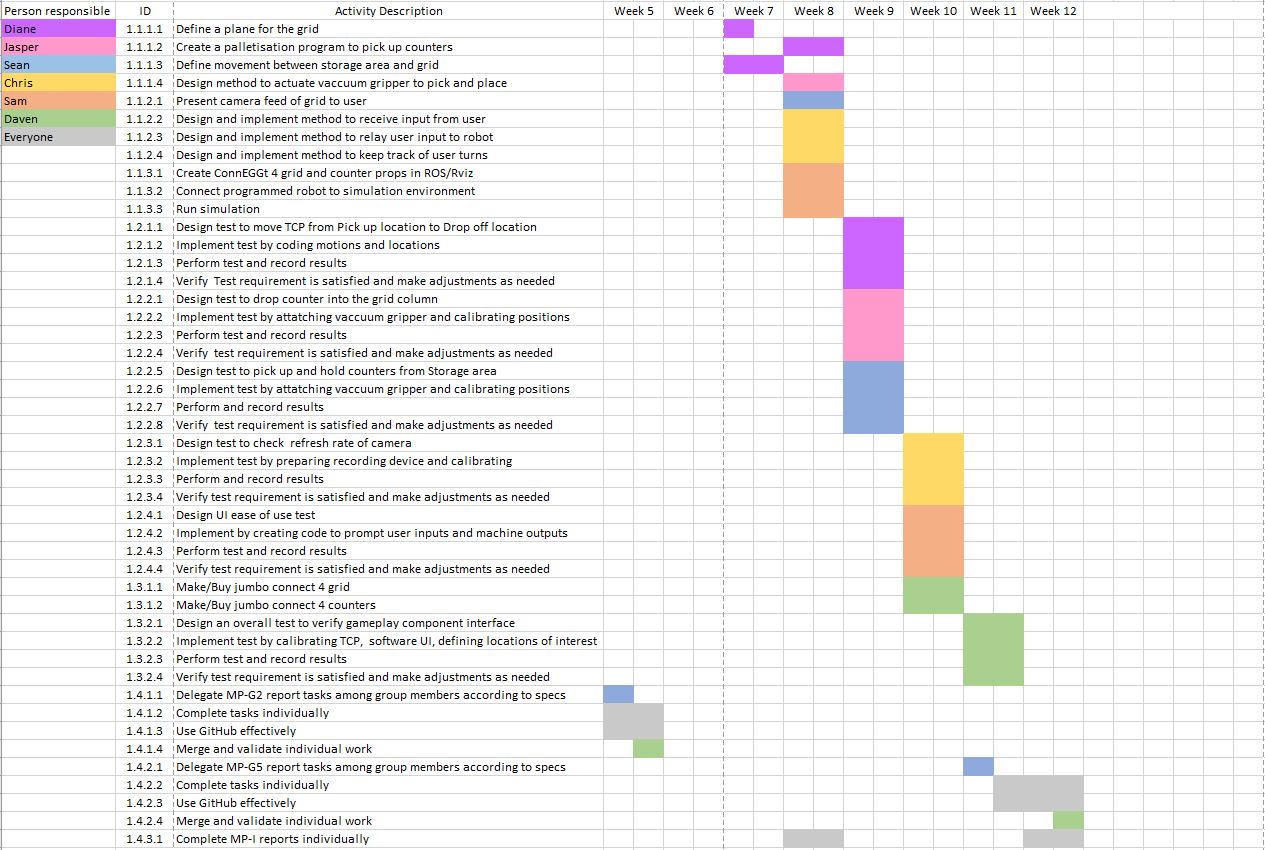 Person responsible ID Activity Description Week 5 Week 6 Week 7 Week 8 Week 9 Week 10 Week 11 Week 12
Diane 1.1.1.1 Define a plane for the grid
Jasper 1.1.1.2 Create a palletisation program to pick up counters
Sean 1.1.1.3 Define movement between storage area and grid
Chris 1.1.1.4 Design method to actuate vaccuum gripper to pick and place
Sam 1.1.2.1 Present camera feed of grid to user
Daven 1.1.2.2 Design and implement method to receive input from user
Everyone 1.1.2.3 Design and implement method to relay user input to robot
1.1.2.4 Design and implement method to keep track of user turns
1.1.3.1 Create ConnEGGt 4 grid and counter props in ROS/Rviz
1.1.3.2 Connect programmed robot to simulation environment
1.1.3.3 Run simulation
1.2.1.1 Design test to move TCP from Pick up location to Drop off location
1.2.1.2 Implement test by coding motions and locations
1.2.1.3 Perform test and record results
1.2.1.4 Verify Test requirement is satisfied and make adjustments as needed
1.2.2.1 Design test to drop counter into the grid column
1.2.2.2 Implement test by attatching vaccuum gripper and calibrating positions
1.2.2.3 Perform test and record results
1.2.2.4 Verify test requirement is satisfied and make adjustments as needed
1.2.2.5 Design test to pick up and hold counters from Storage area
1.2.2.6 Implement test by attatching vaccuum gripper and calibrating positions
1.2.2.7 Perform and record results
1.2.2.8 Verify test requirement is satisfied and make adjustments as needed
1.2.3.1 Design test to check refresh rate of camera
1.2.3.2 Implement test by preparing recording device and calibrating
1.2.3.3 Perform and record results
1.2.3.4 Verify test requirement is satisfied and make adjustments as needed
1.2.4.1 Design UI ease of use test
1.2.4.2 Implement by creating code to prompt user inputs and machine outputs
1.2.4.3 Perform test and record results
1.2.4.4 Verify test requirement is satisfied and make adjustments as needed
1.3.1.1 Make/Buy jumbo connect 4 grid
1.3.1.2 Make/Buy jumbo connect 4 counters
1.3.2.1 Design an overall test to verify gameplay component interface
1.3.2.2 Implement test by calibrating TCP, software UI, defining locations of interest
1.3.2.3 Perform test and record results
1.3.2.4 Verify test requirement is satisfied and make adjustments as needed
1.4.1.1 Delegate MP-G2 report tasks among group members according to specs
1.4.1.2 Complete tasks individually
1.4.1.3 Use GitHub effectively
1.4.1.4 Merge and validate individual work
1.4.2.1 Delegate MP-G5 report tasks among group members according to specs
1.4.2.2 Complete tasks individually
1.4.2.3 Use GitHub effectively
1.4.2.4 Merge and validate individual work
1.4.3.1 Complete MP-I reports individually